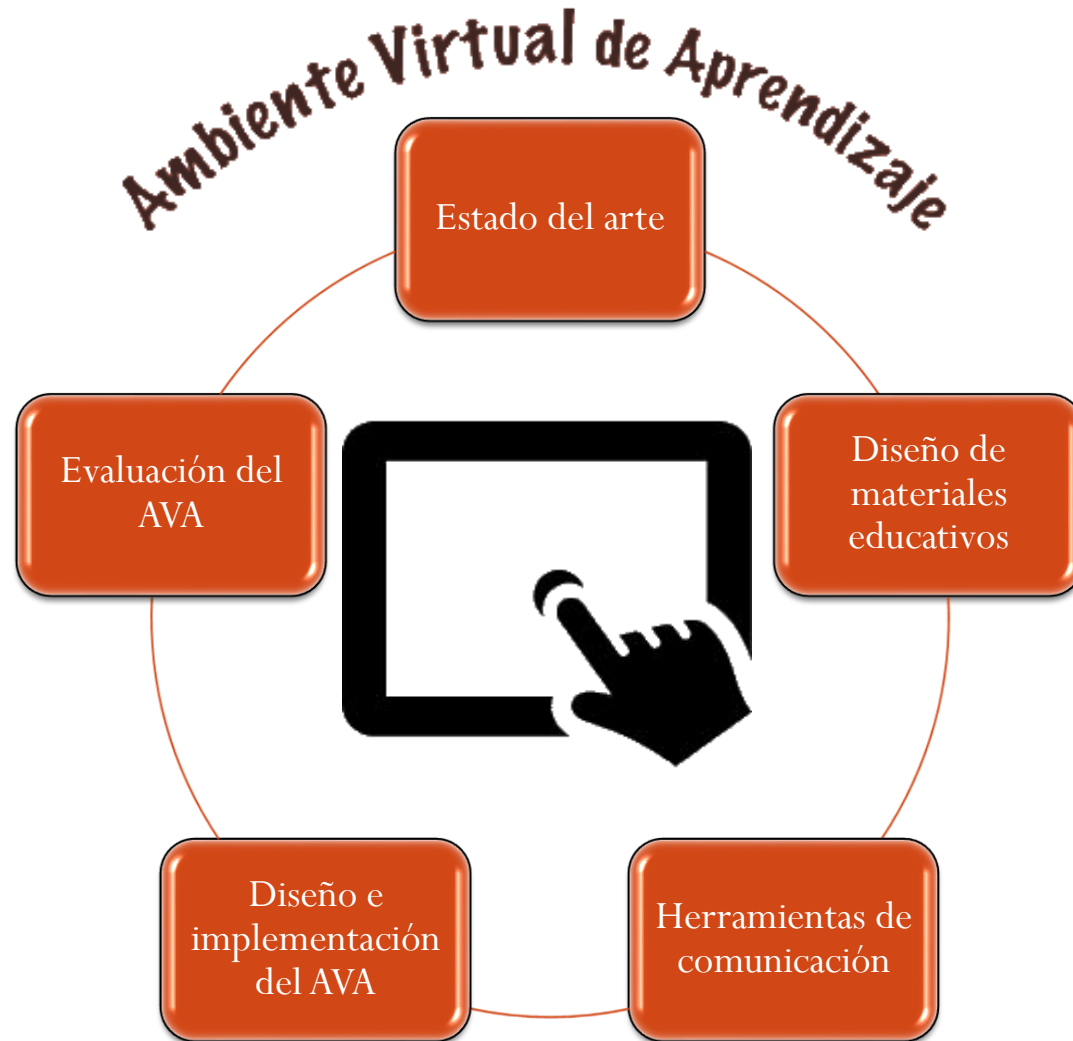 Ambiente Virtual de Aprendizaje
Estado del arte
Diseño de
materiales
educativos
Herramientas de
comunicación
Diseño e
implementación
del AVA
Evaluación del
AVA